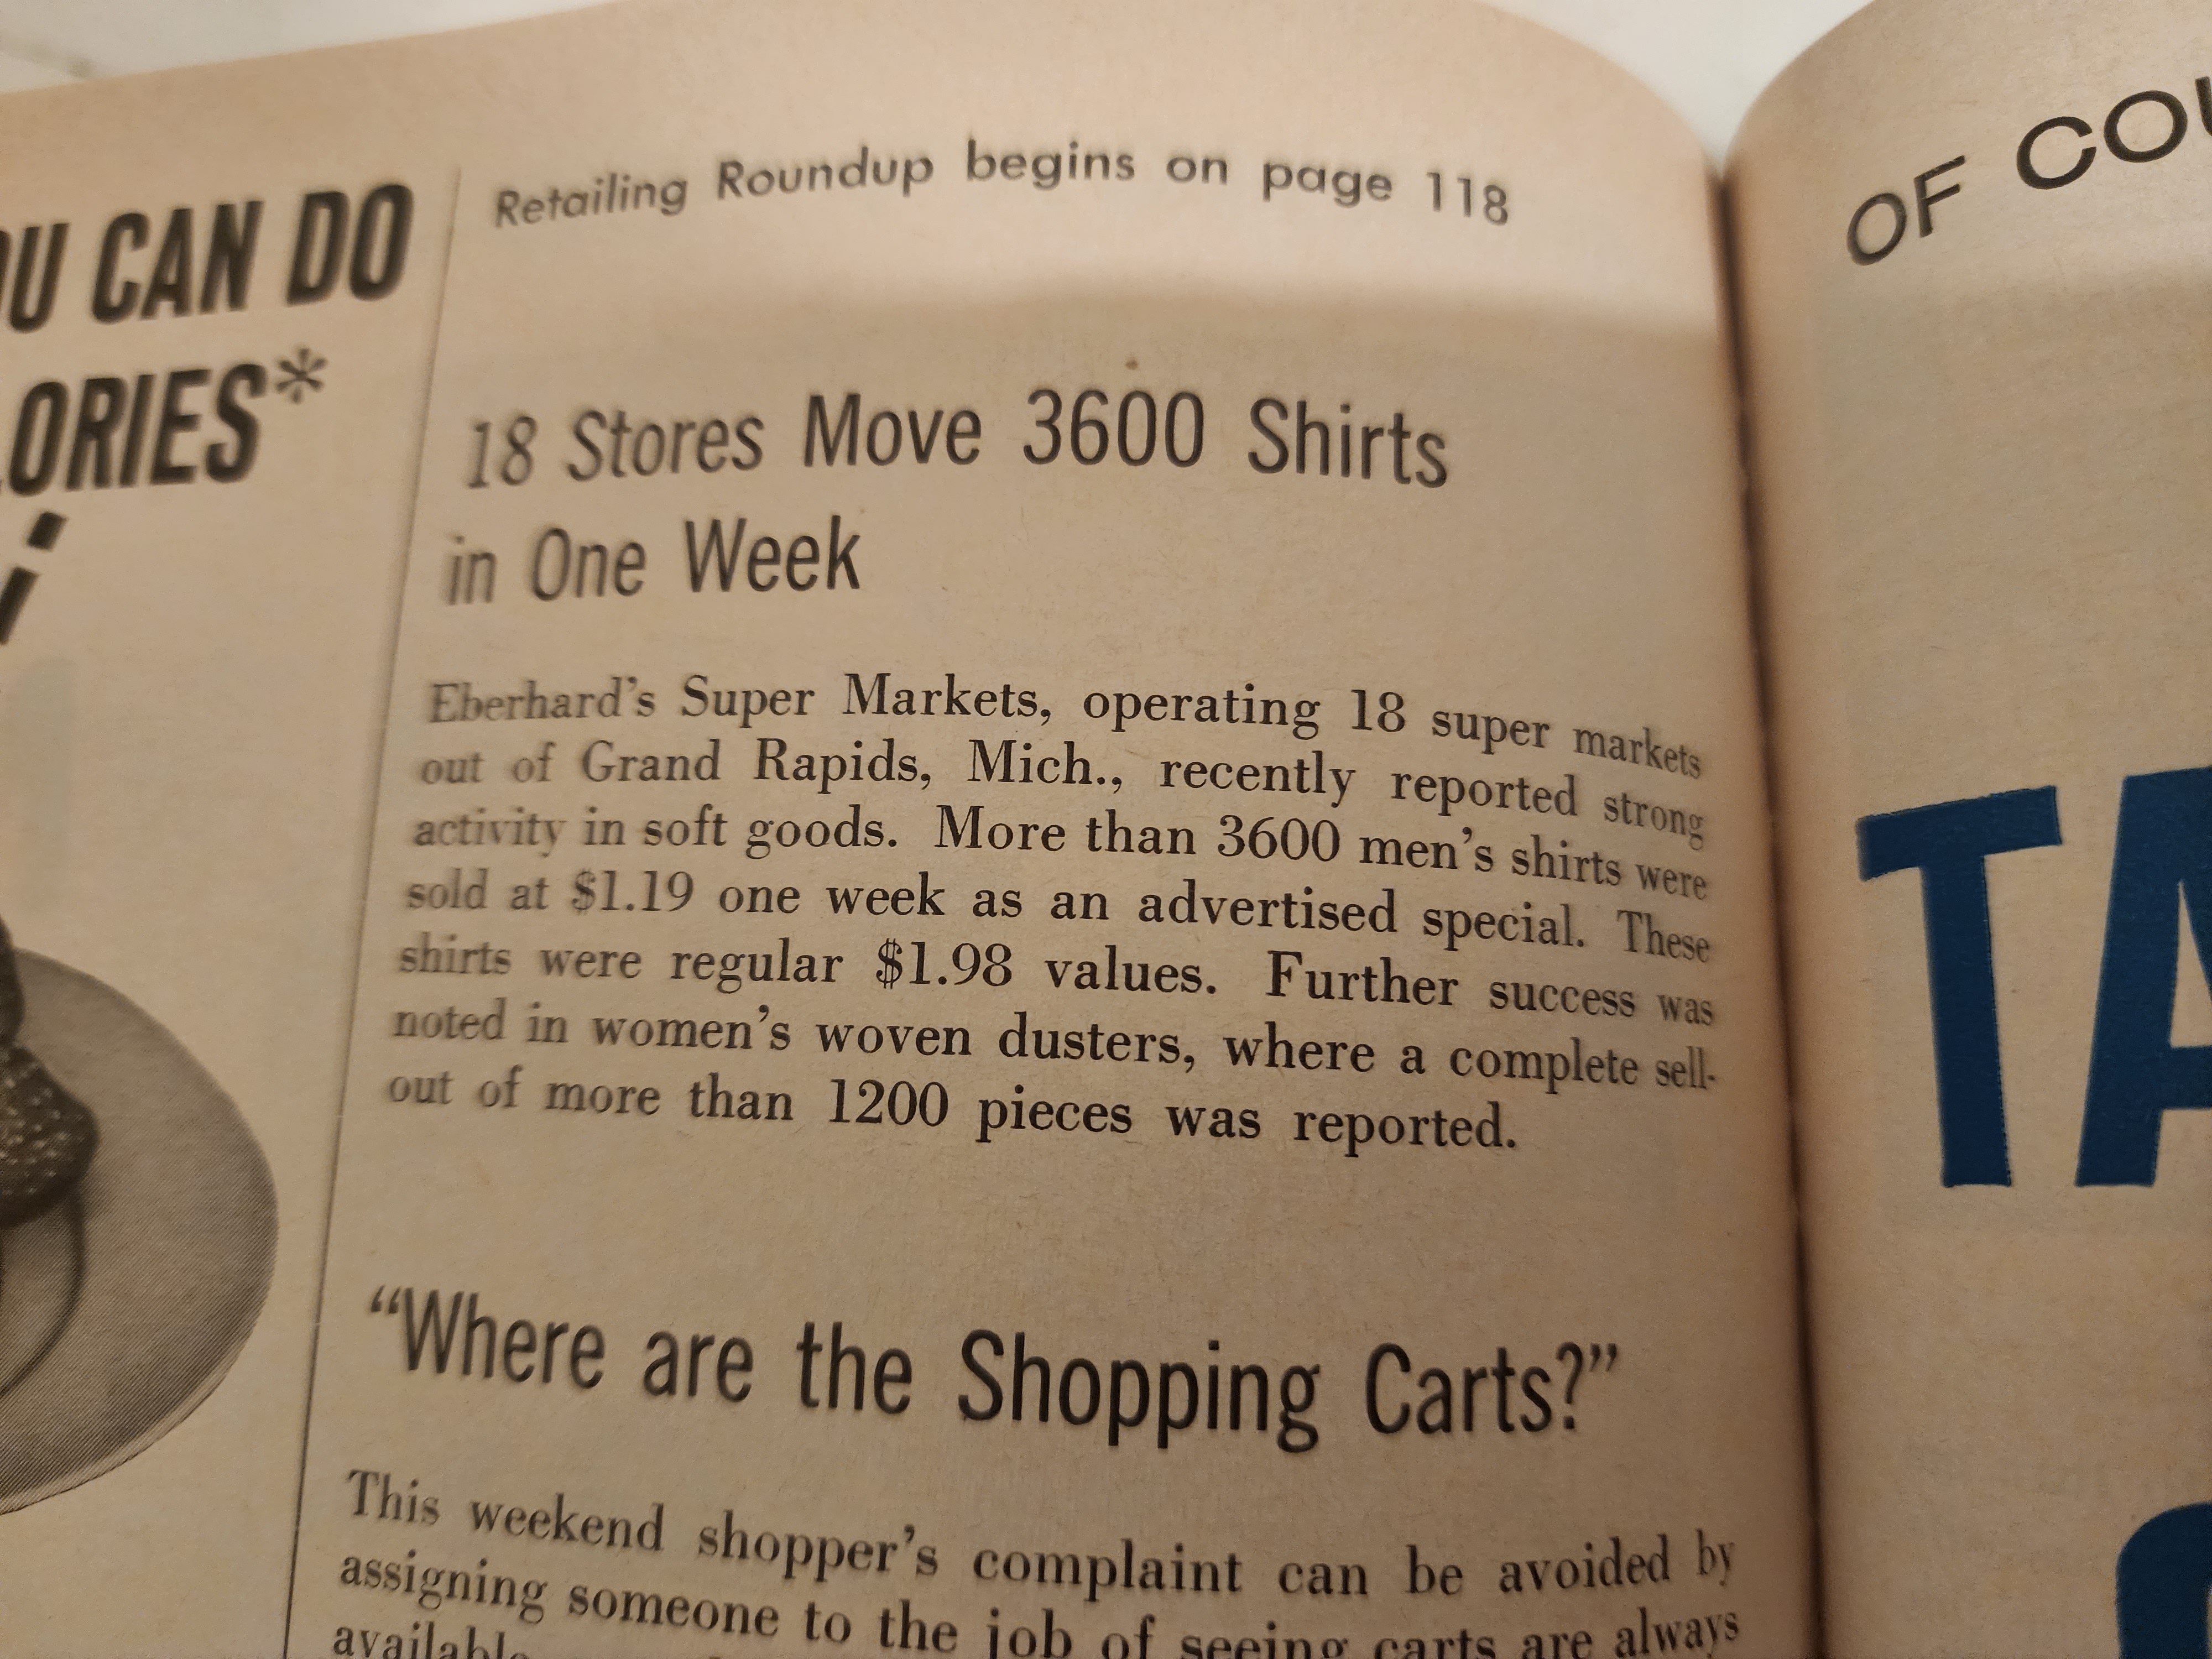 OU CAN DO
ORIES*
Retailing Roundup begins on page 118
18 Stores Move 3600 Shirts
in One Week
Eberhard's Super Markets, operating 18 super markets
out of Grand Rapids, Mich., recently reported strong
activity in soft goods. More than 3600 men's shirts were
sold at $1.19 one week as an advertised special. These
shirts were regular $1.98 values. Further success was
noted in women's woven dusters, where a complete sell-
out of more than 1200 pieces was reported.
"Where are the Shopping Carts?"
This weekend shopper's complaint can be avoided by
assigning someone to the job of seeing carts are always
available
OF COU
TA